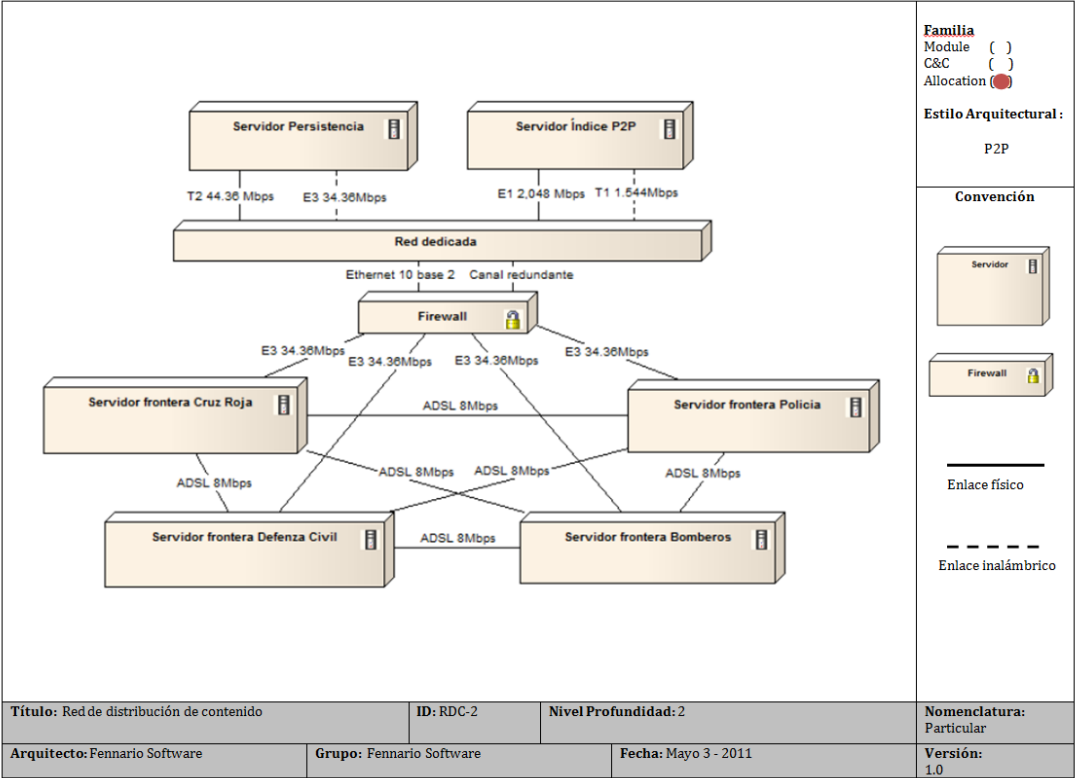 Familia
Module ( )
C&C ( )
Allocation ( )
Estilo Arquitectural :
P2P
Servidor Persistencia
Servidor Índice P2P
T2 44.36 Mbps
E3 34.36Mbps
E1 2,048 Mbps
T1 1.544Mbps
Red dedicada
Ethernet 10 base 2
Canal redundante
Firewall
E3 34.36Mbps
E3 34.36Mbps
E3 34.36Mbps
E3 34.36Mbps
Servidor frontera Cruz Roja
ADSL 8Mbps
Servidor frontera Policia
ADSL 8Mbps
ADSL 8Mbps
ADSL 8Mbps
ADSL 8Mbps
Servidor frontera Defenza Civil
ADSL 8Mbps
Servidor frontera Bomberos
Convención
Servidor
Firewall
Enlace físico
Enlace inalámbrico
Título: Red de distribución de contenido
ID: RDC-2
Nivel Profundidad: 2
Nomenclatura:
Particular
Arquitecto: Fennario Software
Grupo: Fennario Software
Fecha: Mayo 3 - 2011
Versión:
1.0